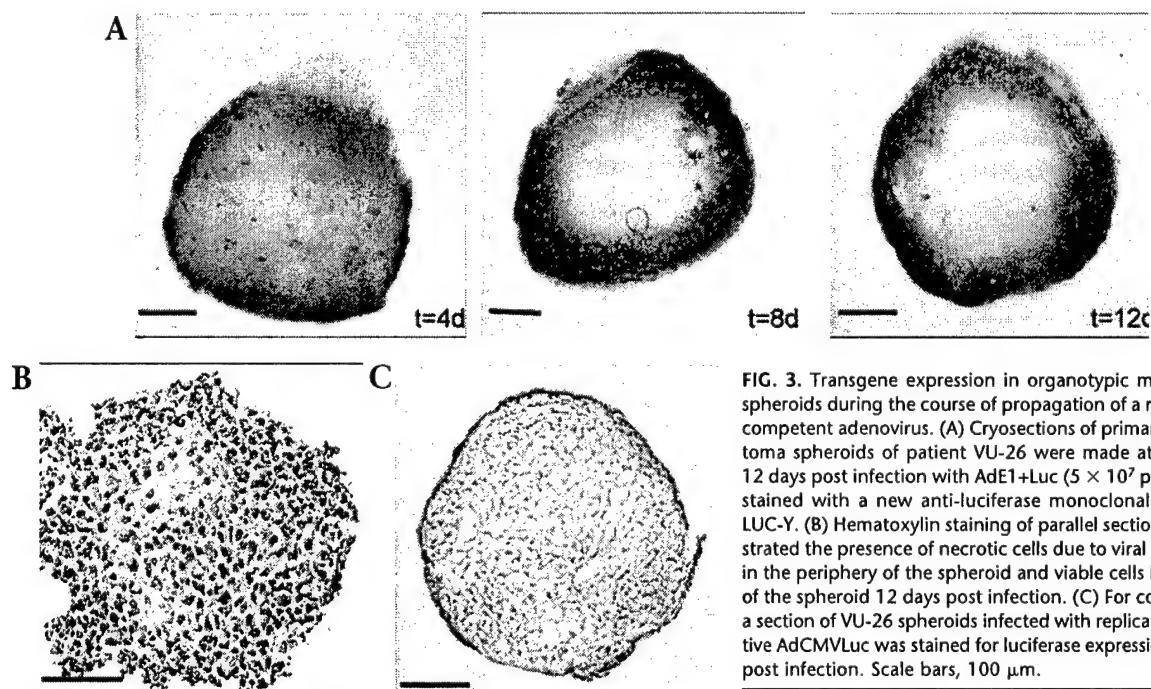 A
t=4d
t=8d
t=12
B
C
FIG. 3. Transgene expression in organotypic m
spheroids during the course of propagation of a r
competent adenovirus. (A) Cryosections of primar
toma spheroids of patient VU-26 were made at
12 days post infection with AdE1+Luc (5 × 10⁷ p
stained with a new anti-luciferase monoclonal
LUC-Y. (B) Hematoxylin staining of parallel section
strated the presence of necrotic cells due to viral
in the periphery of the spheroid and viable cells i
of the spheroid 12 days post infection. (C) For co
a section of VU-26 spheroids infected with replica
tive AdCMVLuc was stained for luciferase expressi
post infection. Scale bars, 100 μm.